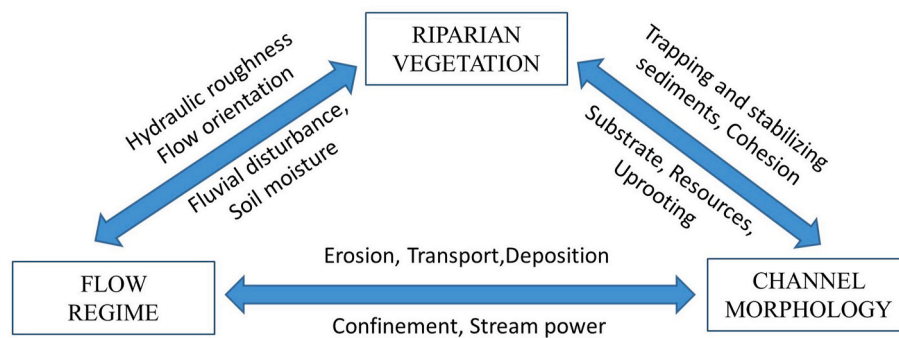 RIPARIAN
VEGETATION
Hydraulic roughness
Flow orientation
Fluvial disturbance,
Soil moisture
Trapping and stabilizing
sediments, Cohesion
Substrate, Resources,
Uprooting
FLOW
REGIME
Erosion, Transport,Deposition
Confinement, Stream power
CHANNEL
MORPHOLOGY